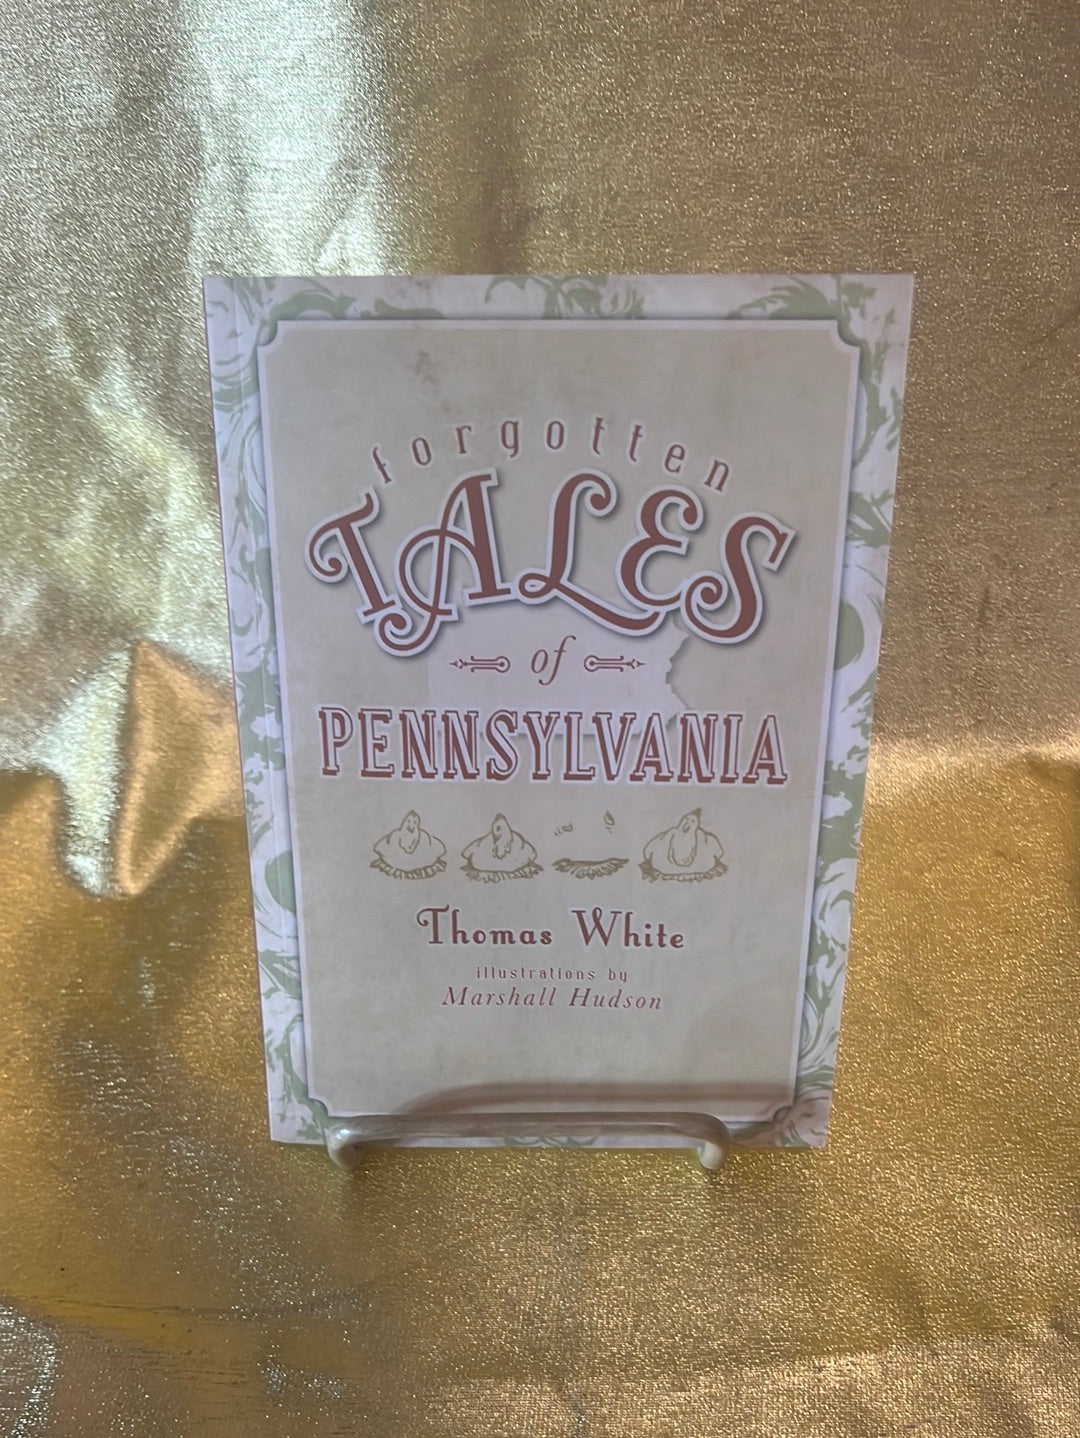 forgotten
TALES
of
PENNSYLVANIA
Thomas White
illustrations by
Marshall Hudson